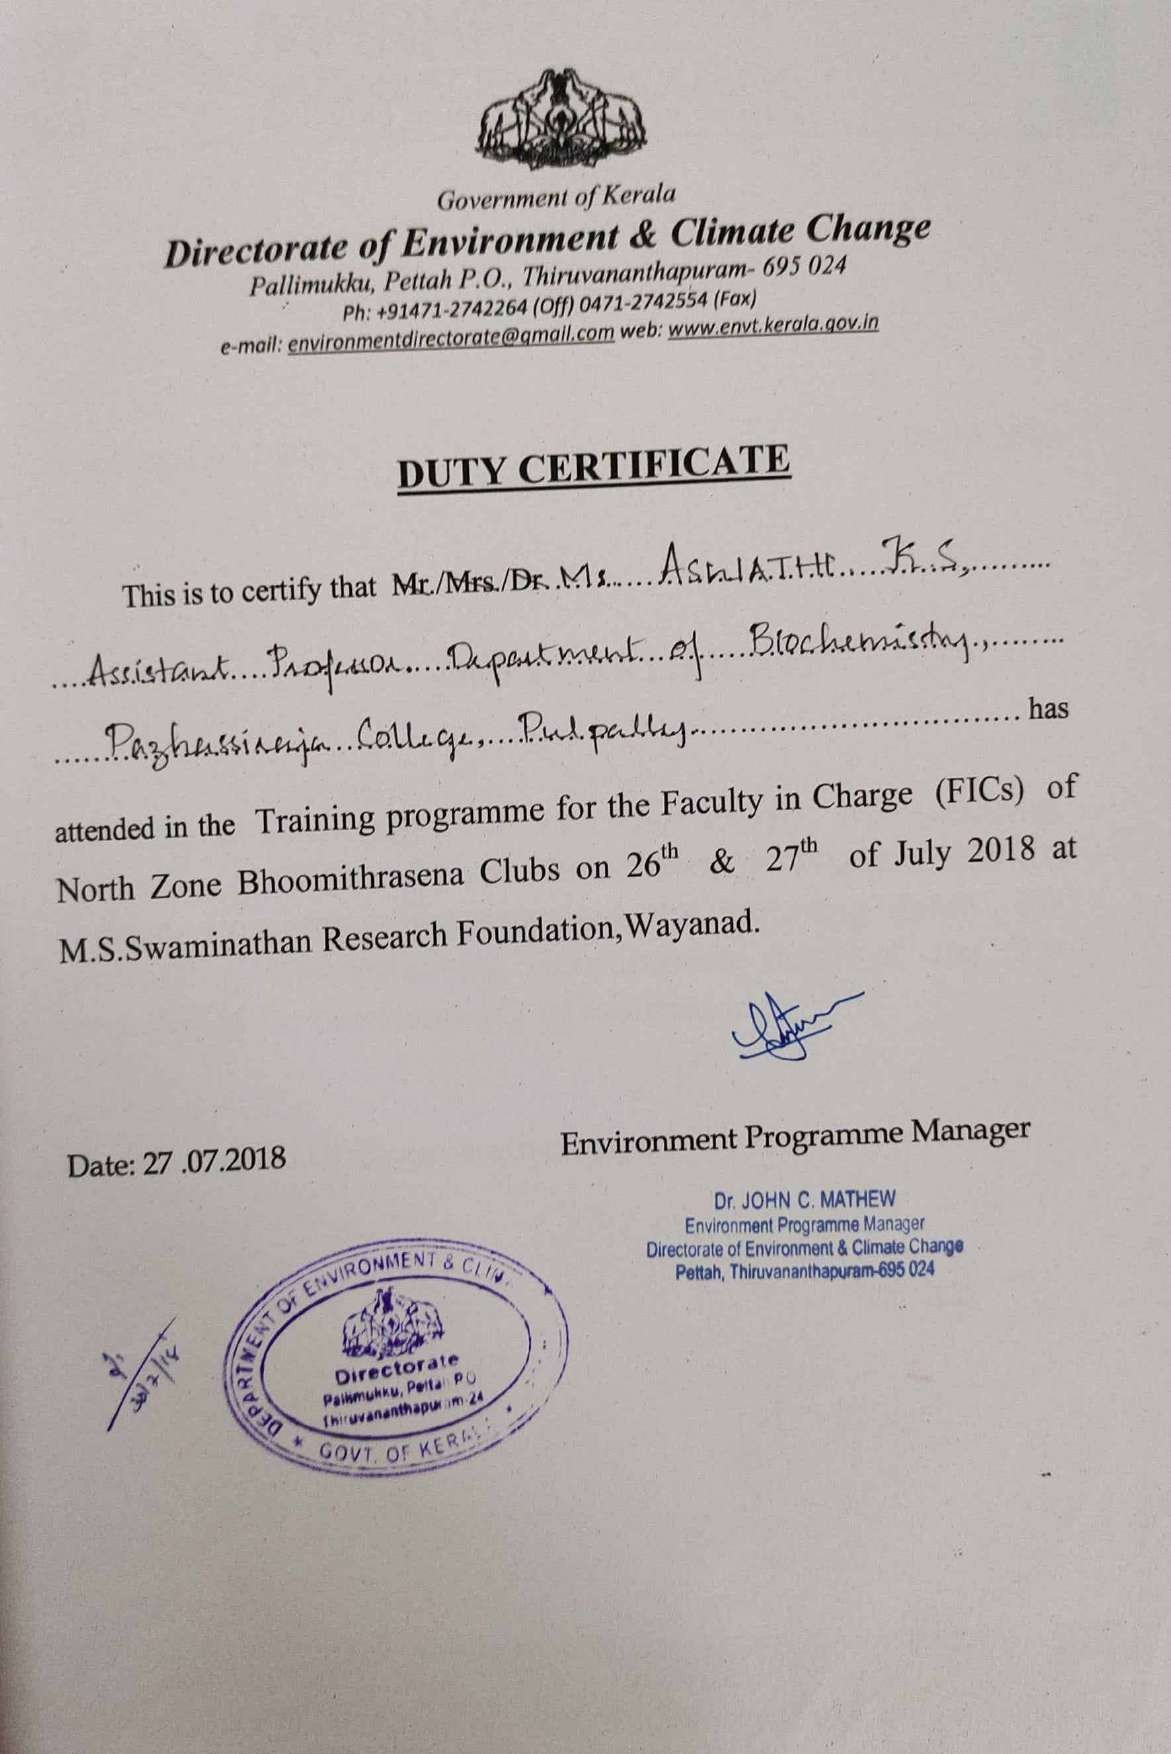 Government of Kerala
Directorate of Environment & Climate Change
Pallimukku, Pettah P.O., Thiruvananthapuram- 695 024
Ph: +91471-2742264 (Off) 0471-2742554 (Fax)
e-mail: environmentdirectorate@gmail.com web: www.envt.kerala.gov.in
DUTY CERTIFICATE
This is to certify that Mr./Mrs./Dr. Ms......ASWATHI......K.S,.........
....Assistant....Professor.....Department...of......Biochemistry.,........
.......Pazhassiraja...College,....Pulpally.................................. has
attended in the Training programme for the Faculty in Charge (FICs) of
North Zone Bhoomithrasena Clubs on 26th & 27th of July 2018 at
M.S.Swaminathan Research Foundation,Wayanad.
Date: 27 .07.2018
Environment Programme Manager
Dr. JOHN C. MATHEW
Environment Programme Manager
Directorate of Environment & Climate Change
Pettah, Thiruvananthapuram-695 024
DEPARTMENT OF ENVIRONMENT & CLIM
Directorate
Pallimukku, Pettah PO
Thiruvananthapuram-24
* GOVT. OF KERALA *